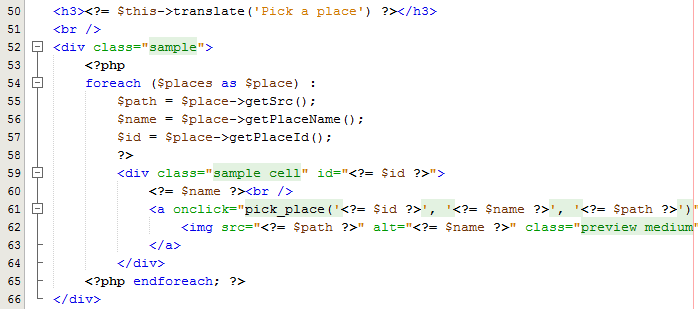 50 <h3><?= $this->translate('Pick a place') ?></h3>
51 <br />
52 <div class="sample">
53 <?php
54 foreach ($places as $place) :
55 $path = $place->getSrc();
56 $name = $place->getPlaceName();
57 $id = $place->getPlaceId();
58 ?>
59 <div class="sample cell" id="<?= $id ?>">
60 <?= $name ?><br />
61 <a onclick="pick_place('<?= $id ?>', '<?= $name ?>', '<?= $path ?>')"
62 <img src="<?= $path ?>" alt="<?= $name ?>" class="preview medium"
63 </a>
64 </div>
65 <?php endforeach; ?>
66 </div>